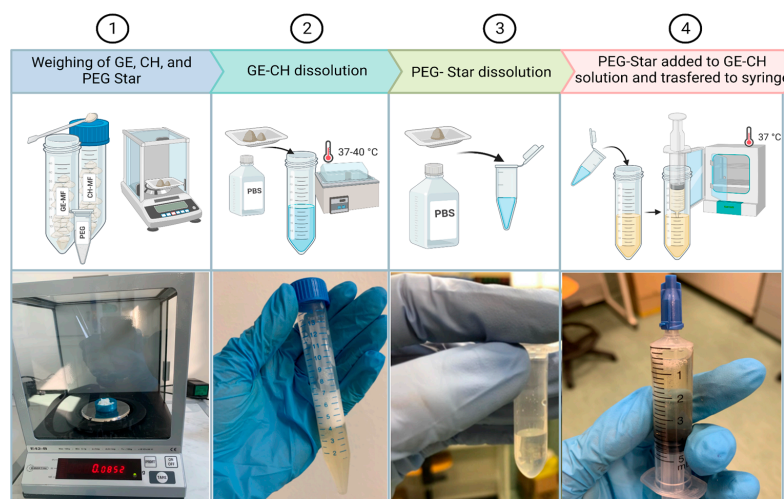 1
2
3
4
Weighing of GE, CH, and
PEG Star
GE-CH dissolution
PEG- Star dissolution
PEG-Star added to GE-CH
solution and trasfered to syringe
GE-MF
CH-MF
PEG
PBS
37-40 °C
PBS
37 °C
0.0852
1
2
3
5
ml